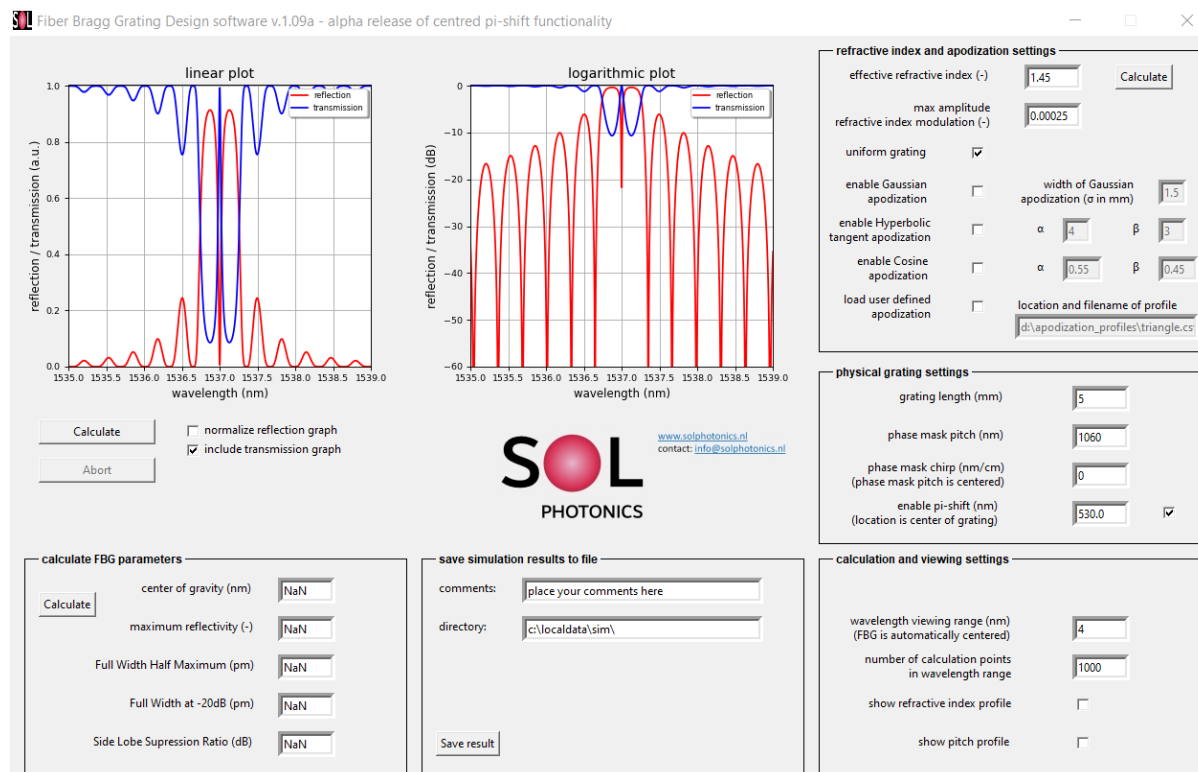 SOL Fiber Bragg Grating Design software v.1.09a - alpha release of centred pi-shift functionality
linear plot
reflection
transmission
reflection / transmission (a.u.)
1.0
0.8
0.6
0.4
0.2
0.0
1535.0 1535.5 1536.0 1536.5 1537.0 1537.5 1538.0 1538.5 1539.0
wavelength (nm)
logarithmic plot
reflection
transmission
reflection / transmission (dB)
0
−10
−20
−30
−40
−50
−60
1535.0 1535.5 1536.0 1536.5 1537.0 1537.5 1538.0 1538.5 1539.0
wavelength (nm)
Calculate
normalize reflection graph
include transmission graph
Abort
SOL
PHOTONICS
www.solphotonics.nl
contact: info@solphotonics.nl
refractive index and apodization settings
effective refractive index (-) 1.45 Calculate
max amplitude
refractive index modulation (-) 0.00025
uniform grating
enable Gaussian
apodization
width of Gaussian
apodization (σ in mm) 1.5
enable Hyperbolic
tangent apodization α 4 β 3
enable Cosine
apodization α 0.55 β 0.45
load user defined
apodization
location and filename of profile
d:\apodization_profiles\triangle.cs
physical grating settings
grating length (mm) 5
phase mask pitch (nm) 1060
phase mask chirp (nm/cm)
(phase mask pitch is centered) 0
enable pi-shift (nm)
(location is center of grating) 530.0
calculate FBG parameters
Calculate
center of gravity (nm) NaN
maximum reflectivity (-) NaN
Full Width Half Maximum (pm) NaN
Full Width at -20dB (pm) NaN
Side Lobe Supression Ratio (dB) NaN
save simulation results to file
comments: place your comments here
directory: c:\localdata\sim\
Save result
calculation and viewing settings
wavelength viewing range (nm)
(FBG is automatically centered) 4
number of calculation points
in wavelength range 1000
show refractive index profile
show pitch profile